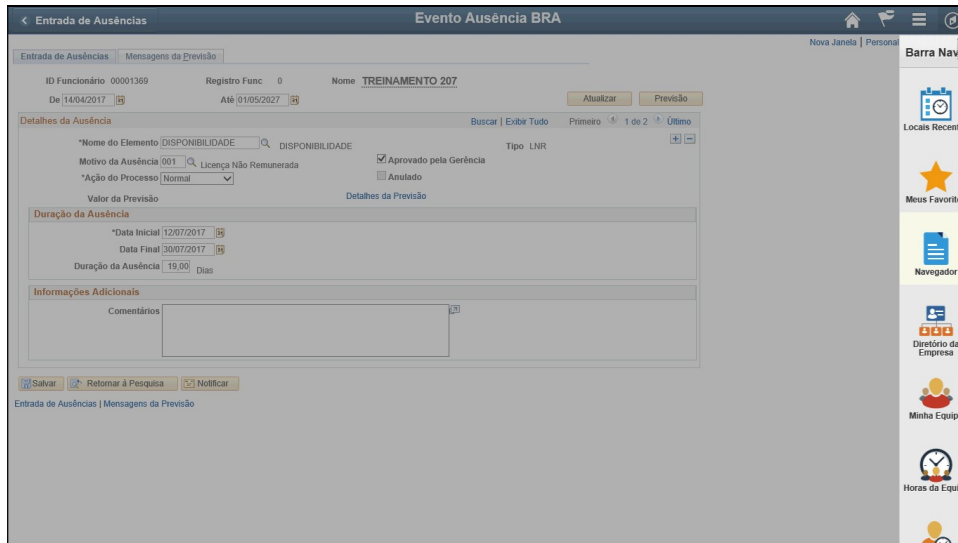 Entrada de Ausências
Evento Ausência BRA
Nova Janela | Personal
Barra Nav
Entrada de Ausências
Mensagens da Previsão
ID Funcionário 00001369 Registro Func 0 Nome TREINAMENTO 207
De 14/04/2017 Até 01/05/2027 Atualizar Previsão
Detalhes da Ausência Buscar | Exibir Tudo Primeiro 1 de 2 Último
*Nome do Elemento DISPONIBILIDADE DISPONIBILIDADE Tipo LNR
Motivo da Ausência 001 Licença Não Remunerada Aprovado pela Gerência
*Ação do Processo Normal Anulado
Valor da Previsão Detalhes da Previsão
Duração da Ausência
*Data Inicial 12/07/2017
Data Final 30/07/2017
Duração da Ausência 19,00 Dias
Informações Adicionais
Comentários
Salvar Retornar à Pesquisa Notificar
Entrada de Ausências | Mensagens da Previsão
Locais Recent
Meus Favorit
Navegador
Diretório da
Empresa
Minha Equip
Horas da Equi